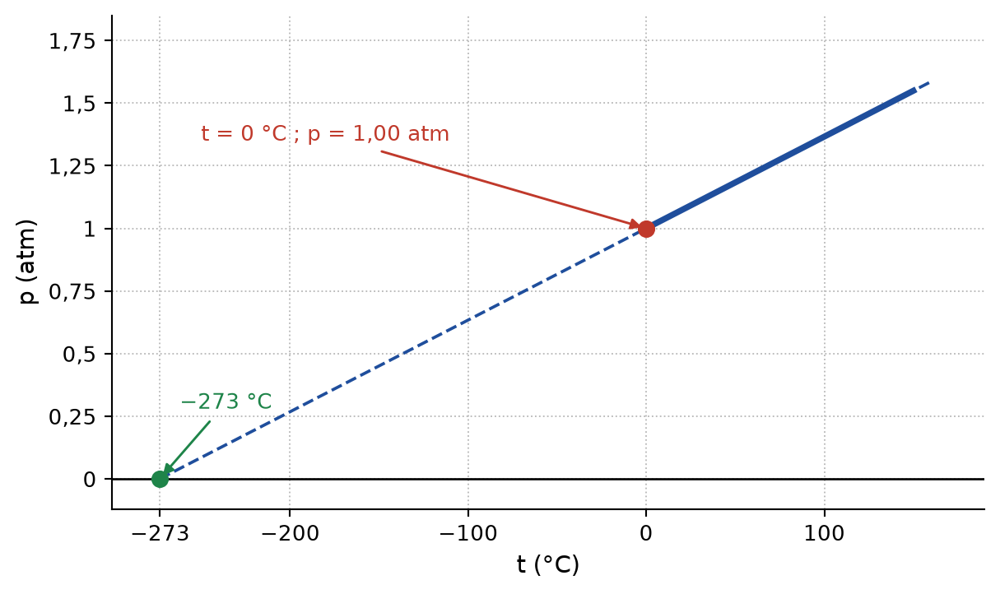 1,75
1,5
t = 0 °C ; p = 1,00 atm
1,25
1
p (atm)
0,75
0,5
−273 °C
0,25
0
−273 −200 −100 0 100
t (°C)